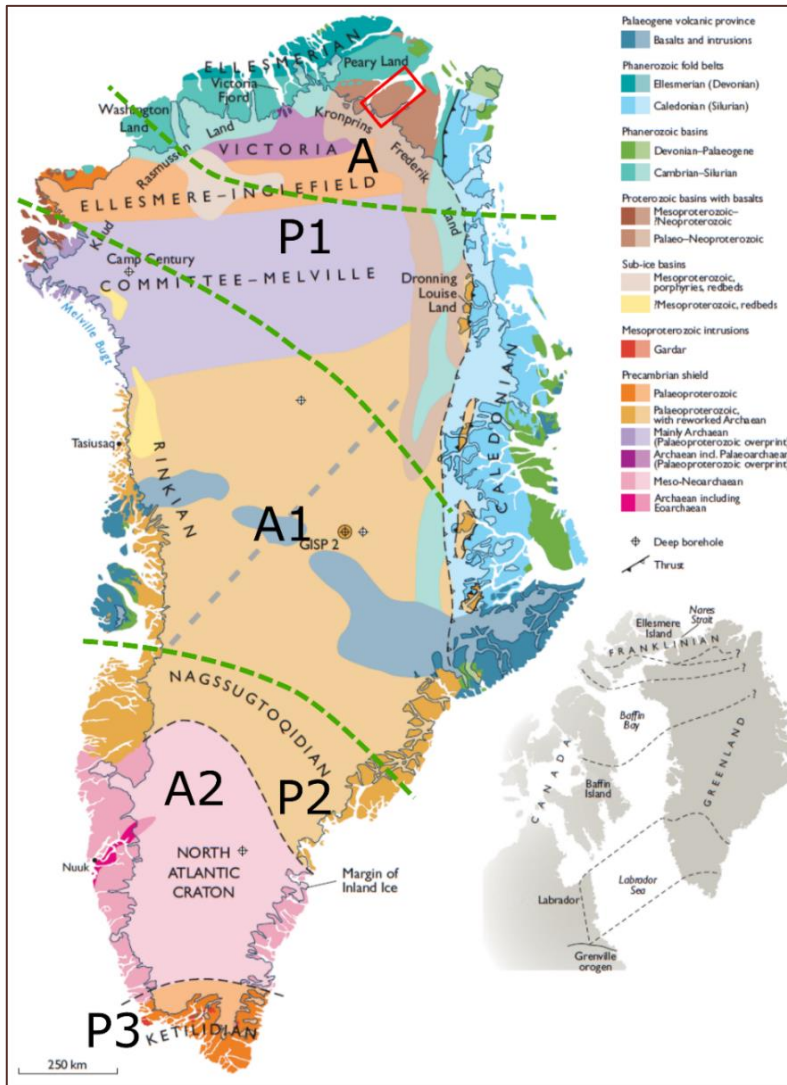 ELLESMERIAN
Peary Land
Victoria
Fjord
Washington
Land
Land
Kronprins
Rasmussen
VICTORIA
A
Frederik
Land
ELLESMERE–INGLEFIELD
P1
Knud
Camp Century
COMMITTEE–MELVILLE
Dronning
Louise
Land
Melville Bugt
Tasiusaq
RINKIAN
CALEDONIAN
A1
GISP 2
NAGSSUGTOQIDIAN
A2
P2
NORTH
ATLANTIC
CRATON
Nuuk
Margin of
Inland Ice
P3
KETILIDIAN
250 km
Palaeogene volcanic province
Basalts and intrusions
Phanerozoic fold belts
Ellesmerian (Devonian)
Caledonian (Silurian)
Phanerozoic basins
Devonian–Palaeogene
Cambrian–Silurian
Proterozoic basins with basalts
Mesoproterozoic–
?Neoproterozoic
Palaeo–Neoproterozoic
Sub-ice basins
Mesoproterozoic,
porphyries, redbeds
?Mesoproterozoic, redbeds
Mesoproterozoic intrusions
Gardar
Precambrian shield
Palaeoproterozoic
Palaeoproterozoic,
with reworked Archaean
Mainly Archaean
(Palaeoproterozoic overprint)
Archaean incl. Palaeoarchaean
(Palaeoproterozoic overprint)
Meso-Neoarchaean
Archaean including
Eoarchaean
Deep borehole
Thrust
Ellesmere
Island
Nares
Strait
FRANKLINIAN
?
?
?
Baffin
Bay
CANADA
Baffin
Island
GREENLAND
Labrador
Labrador
Sea
Grenville
orogen